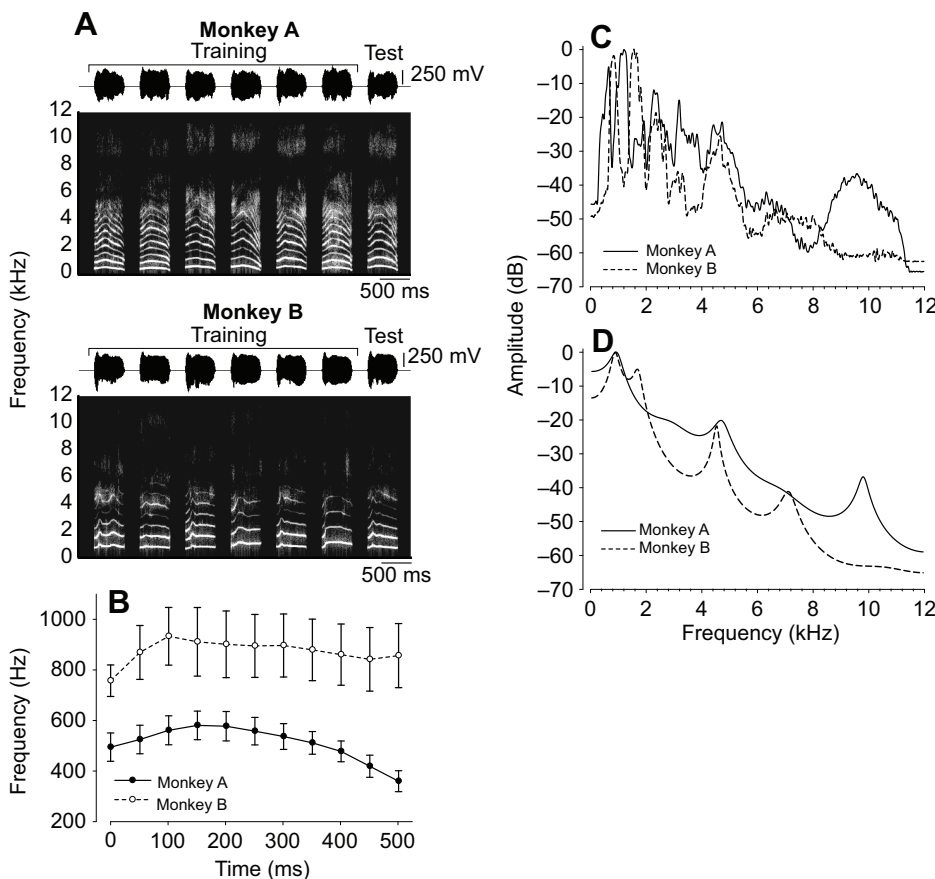 A
Monkey A
Training
Test
250 mV
12
10
8
6
4
2
0
500 ms
Frequency (kHz)
Monkey B
Training
Test
250 mV
12
10
8
6
4
2
0
500 ms
B
1000
800
600
400
200
Frequency (Hz)
Monkey A
Monkey B
0 100 200 300 400 500
Time (ms)
C
0
–10
–20
–30
–40
–50
–60
–70
Monkey A
Monkey B
0 2 4 6 8 10 12
Amplitude (dB)
D
0
–10
–20
–30
–40
–50
–60
–70
Monkey A
Monkey B
0 2 4 6 8 10 12
Frequency (kHz)